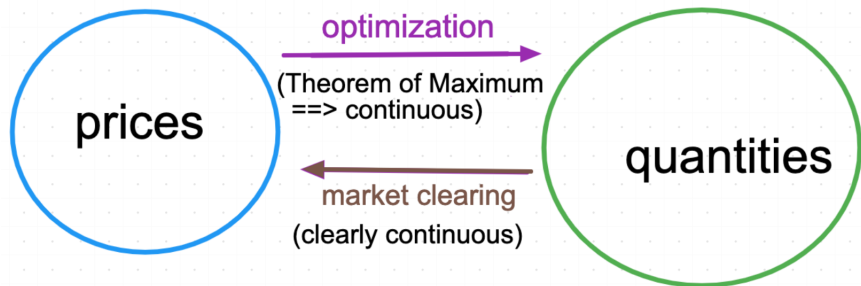 optimization
(Theorem of Maximum
==> continuous)
prices
quantities
market clearing
(clearly continuous)